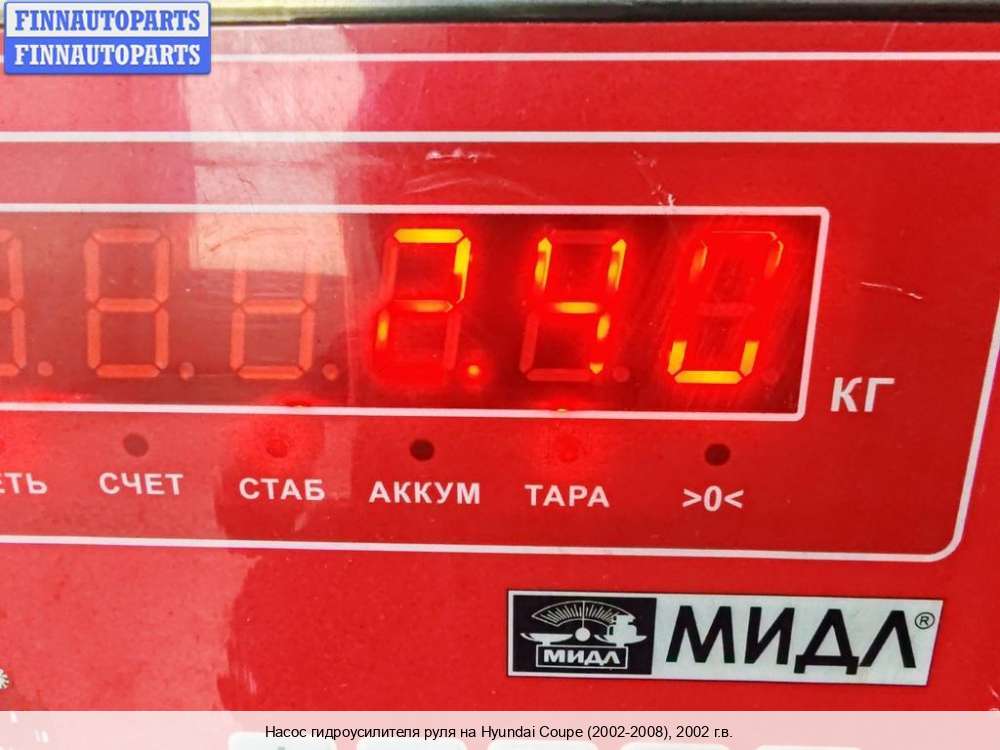 FINNAUTOPARTS
FINNAUTOPARTS
2.40
КГ
ЕТЬ СЧЕТ СТАБ АККУМ ТАРА >0<
МИДЛ МИДЛ®
Насос гидроусилителя руля на Hyundai Coupe (2002-2008), 2002 г.в.